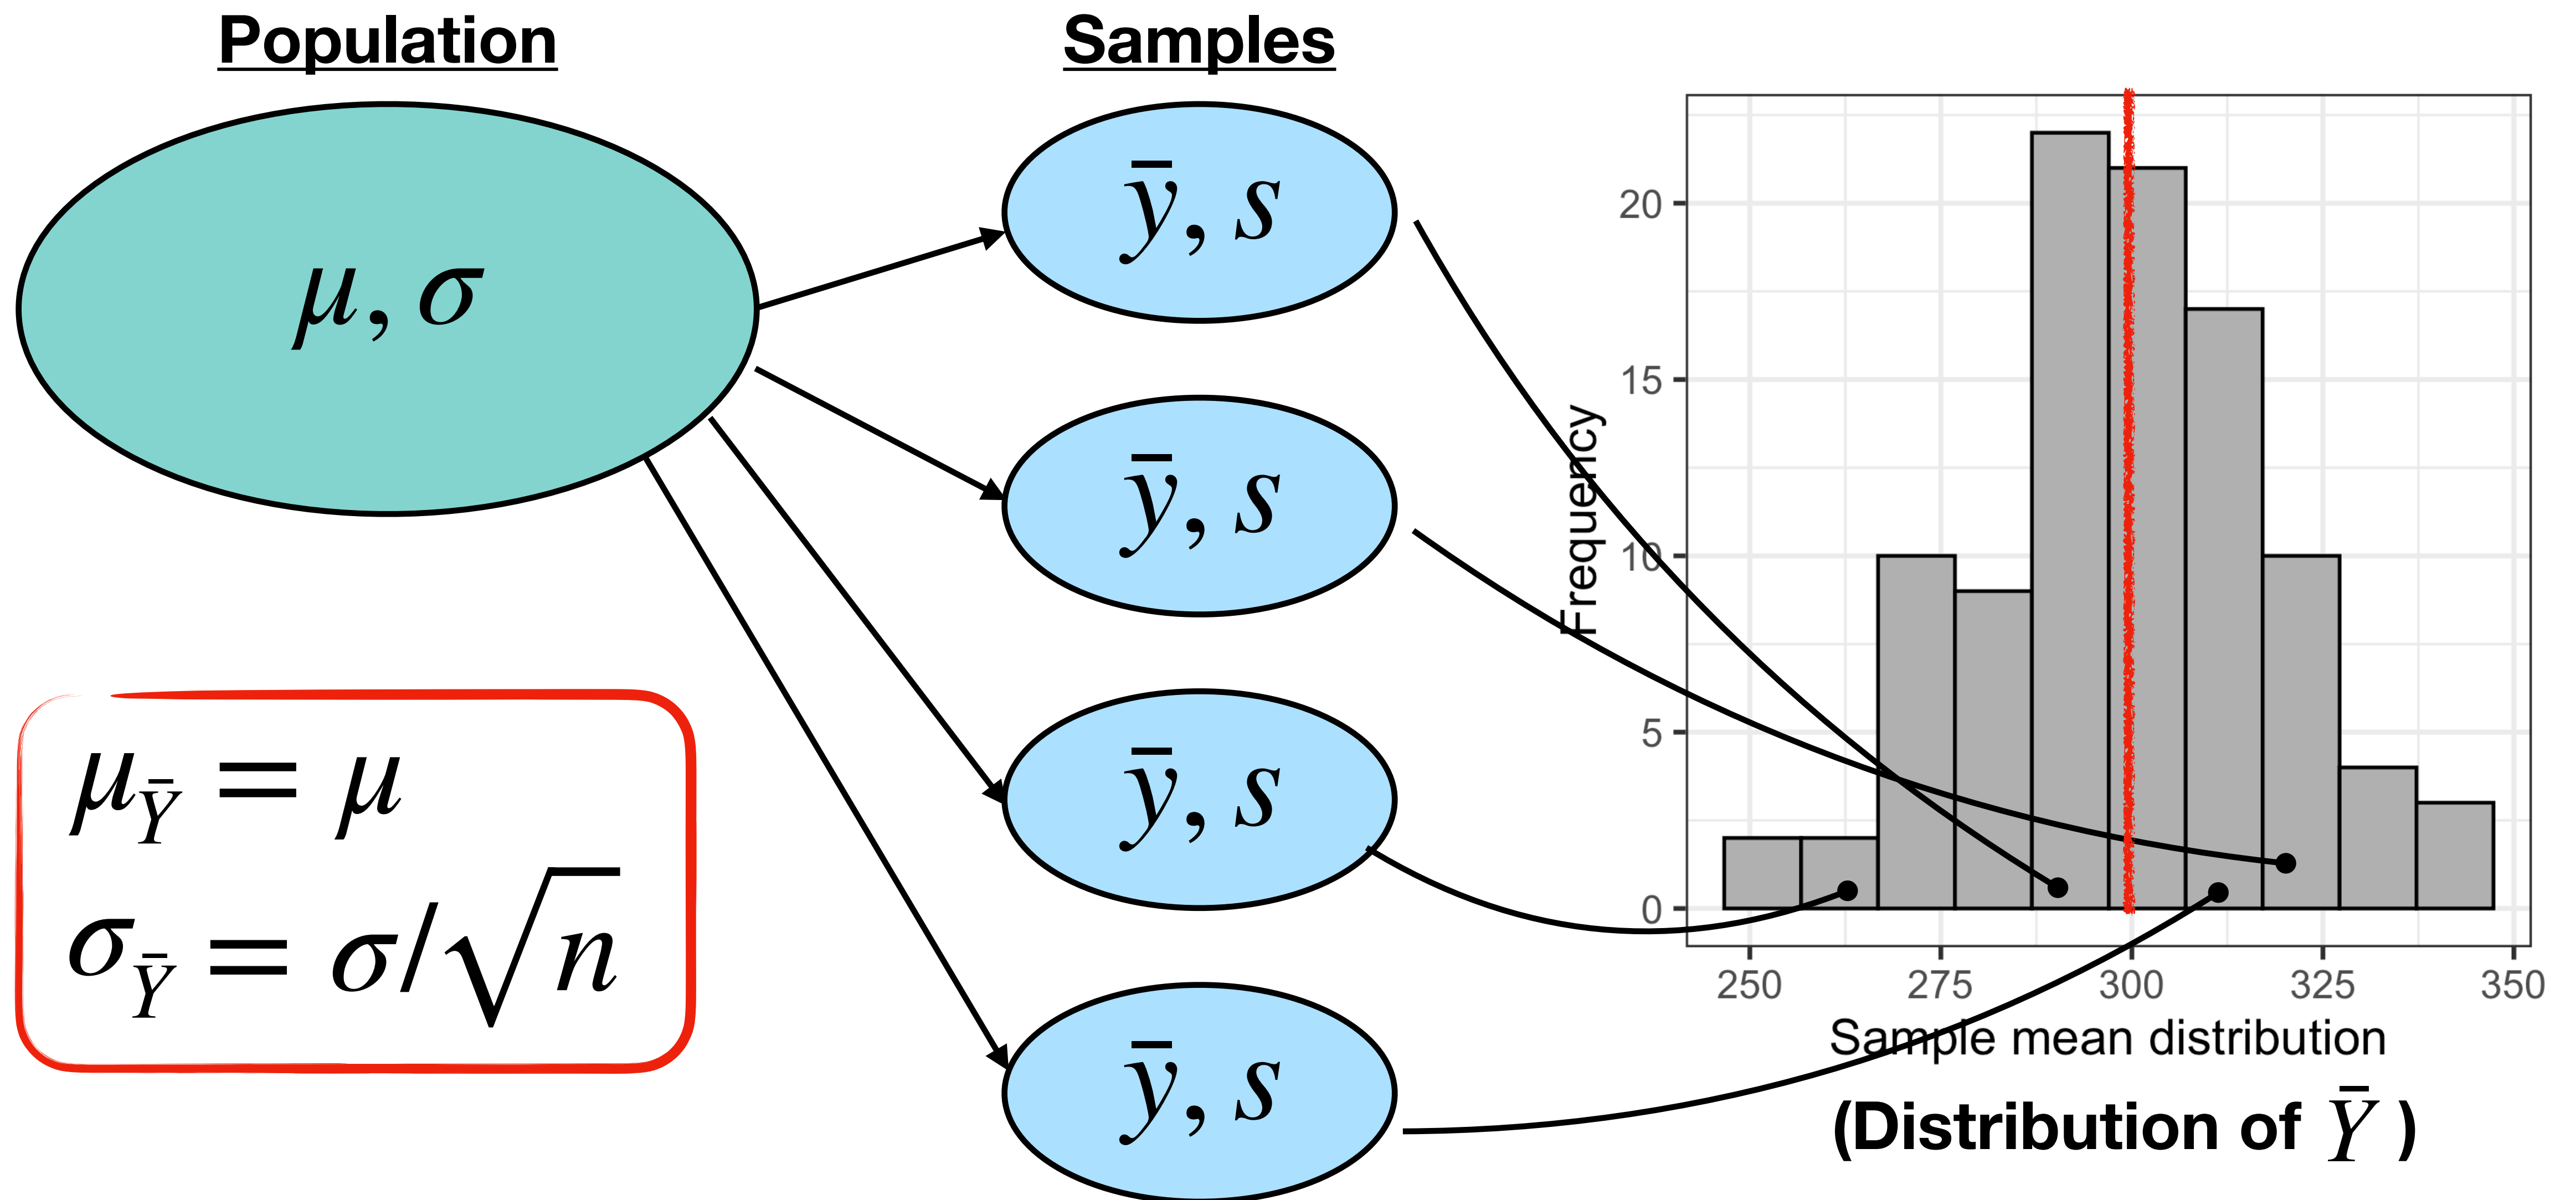 Population
Samples
μ, σ
ȳ, s
ȳ, s
ȳ, s
ȳ, s
μ_Ȳ = μ
σ_Ȳ = σ/√n
Frequency
20
15
10
5
0
250 275 300 325 350
Sample mean distribution
(Distribution of Ȳ )